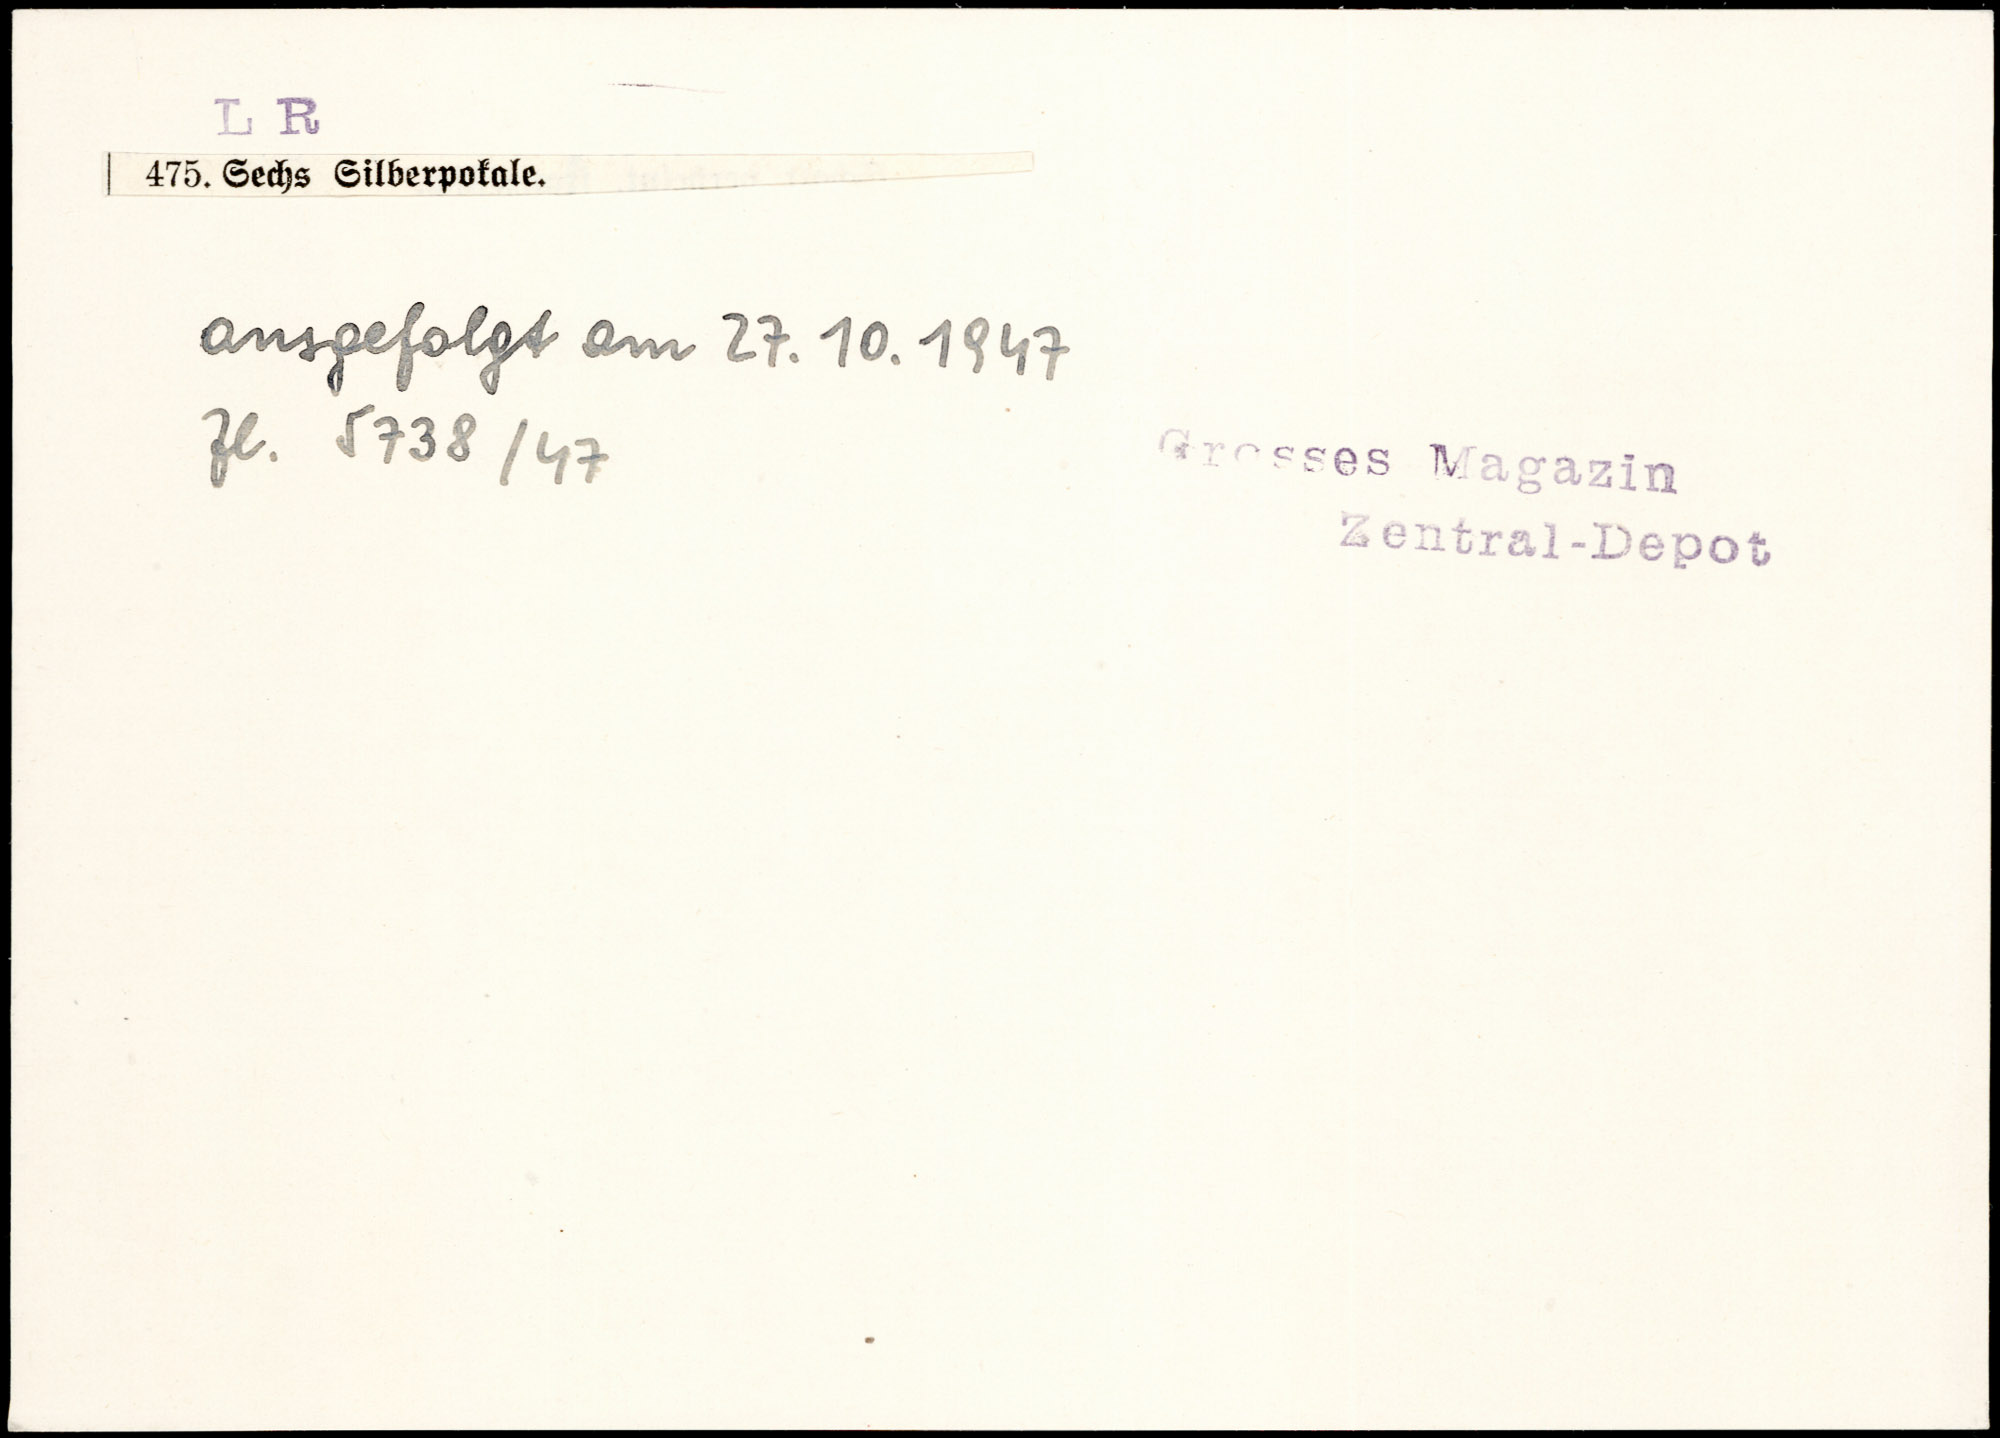 L R
475. Sechs Silberpokale.
ausgefolgt am 27. 10. 1947
Zl. 5738/47
Grosses Magazin
Zentral-Depot